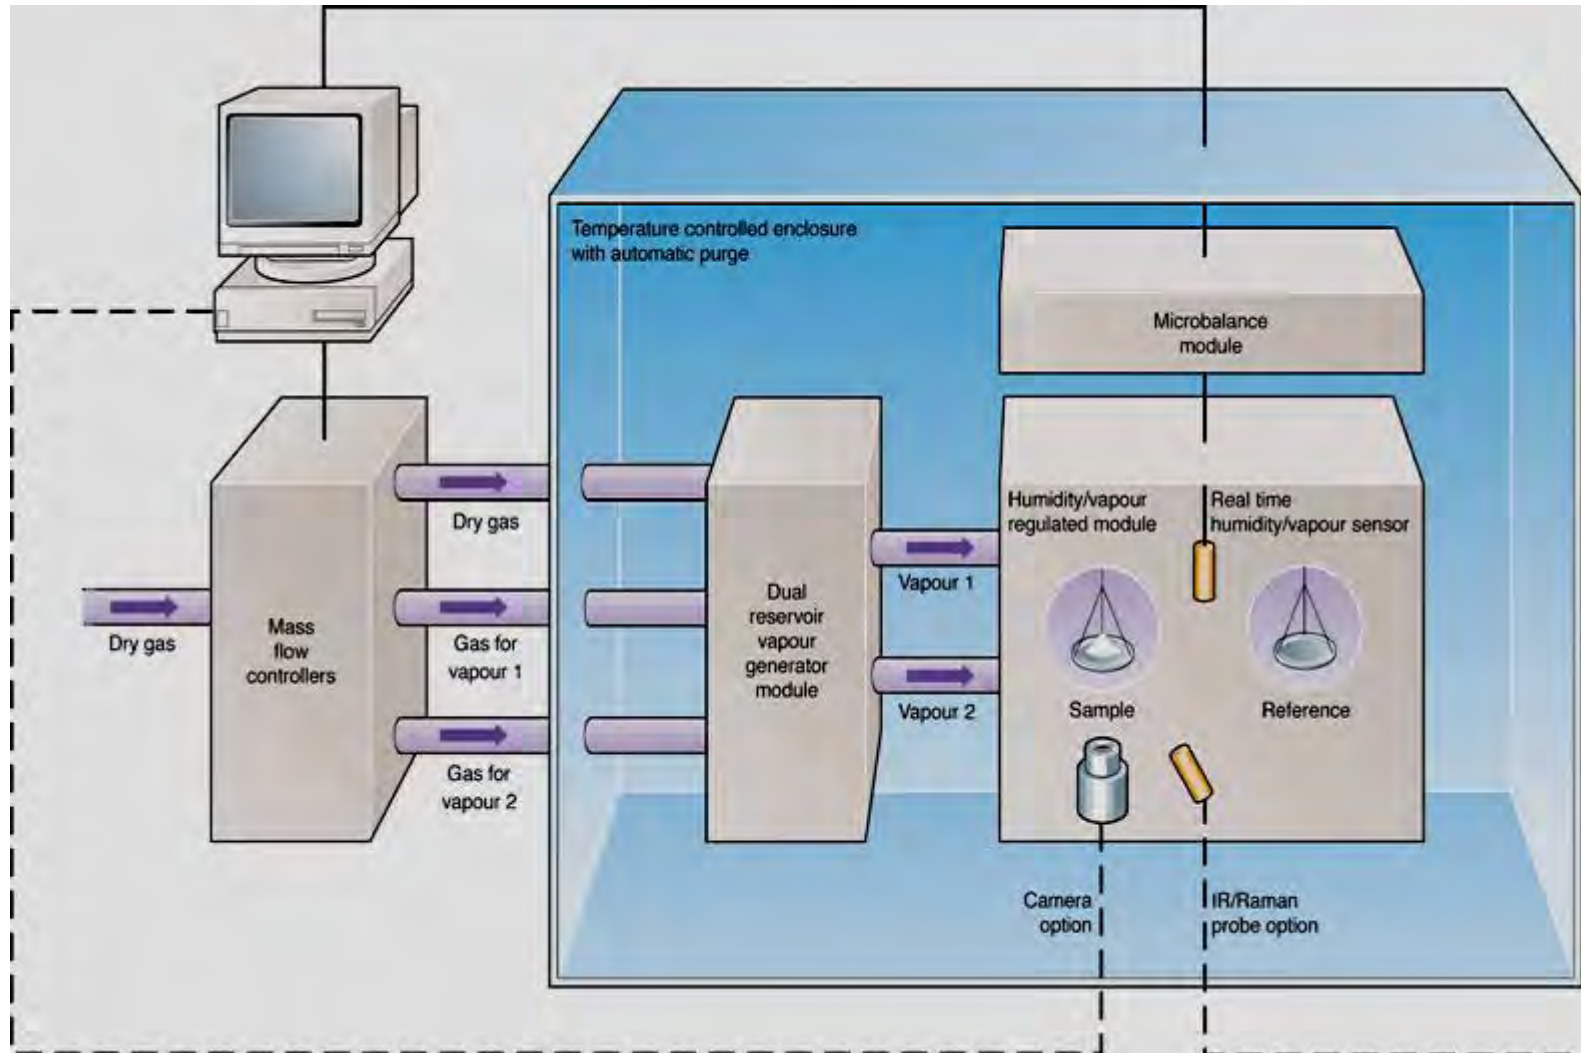 Temperature controlled enclosure
with automatic purge
Microbalance
module
Dry gas
Mass
flow
controllers
Dry gas
Gas for
vapour 1
Gas for
vapour 2
Dual
reservoir
vapour
generator
module
Vapour 1
Vapour 2
Humidity/vapour
regulated module
Real time
humidity/vapour sensor
Sample
Reference
Camera
option
IR/Raman
probe option